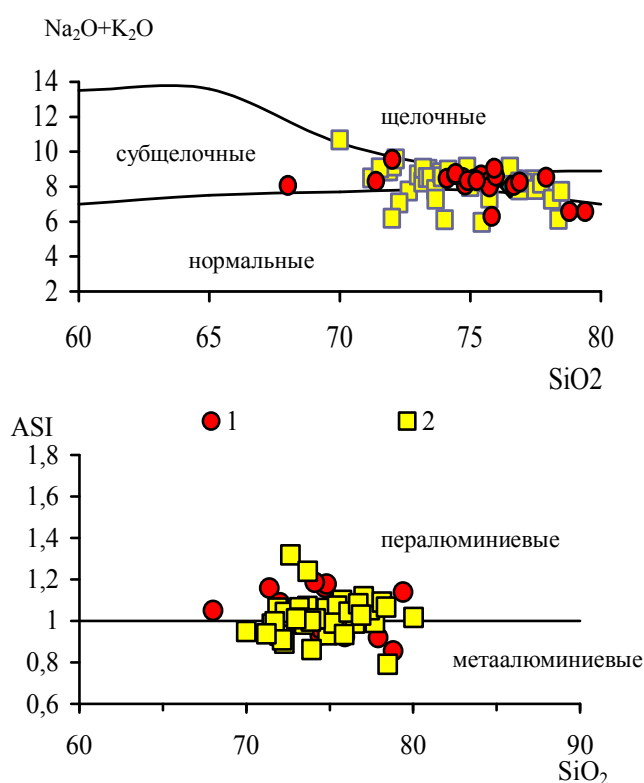 Na₂O+K₂O
14
щелочные
12
10
субщелочные
8
6
нормальные
4
2
60 65 70 75 80
SiO2
1 2
ASI
1,8
1,6
1,4
пералюминиевые
1,2
1
0,8
метаалюминиевые
0,6
60 70 80 90
SiO₂